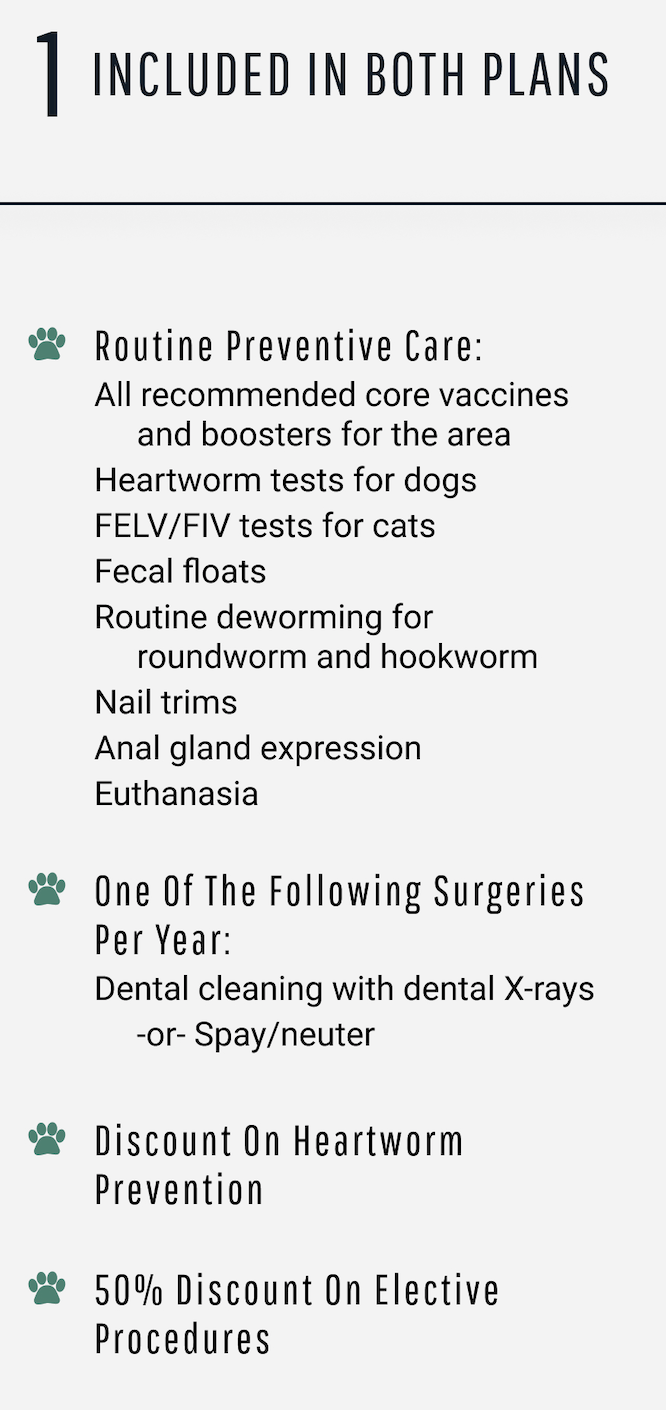 1 INCLUDED IN BOTH PLANS
Routine Preventive Care:
All recommended core vaccines
and boosters for the area
Heartworm tests for dogs
FELV/FIV tests for cats
Fecal floats
Routine deworming for
roundworm and hookworm
Nail trims
Anal gland expression
Euthanasia
One Of The Following Surgeries
Per Year:
Dental cleaning with dental X-rays
-or- Spay/neuter
Discount On Heartworm
Prevention
50% Discount On Elective
Procedures